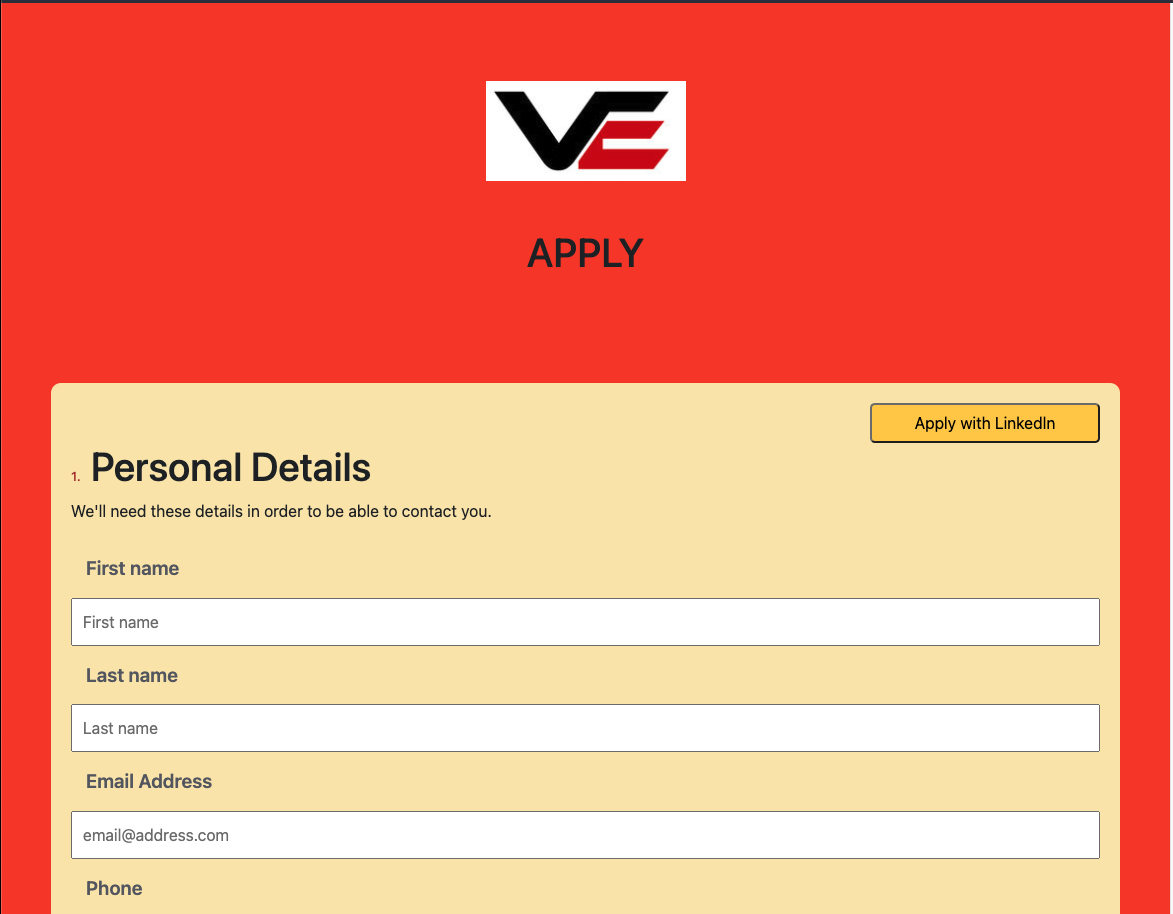 VE
APPLY
Apply with LinkedIn
1. Personal Details
We'll need these details in order to be able to contact you.
First name
First name
Last name
Last name
Email Address
email@address.com
Phone